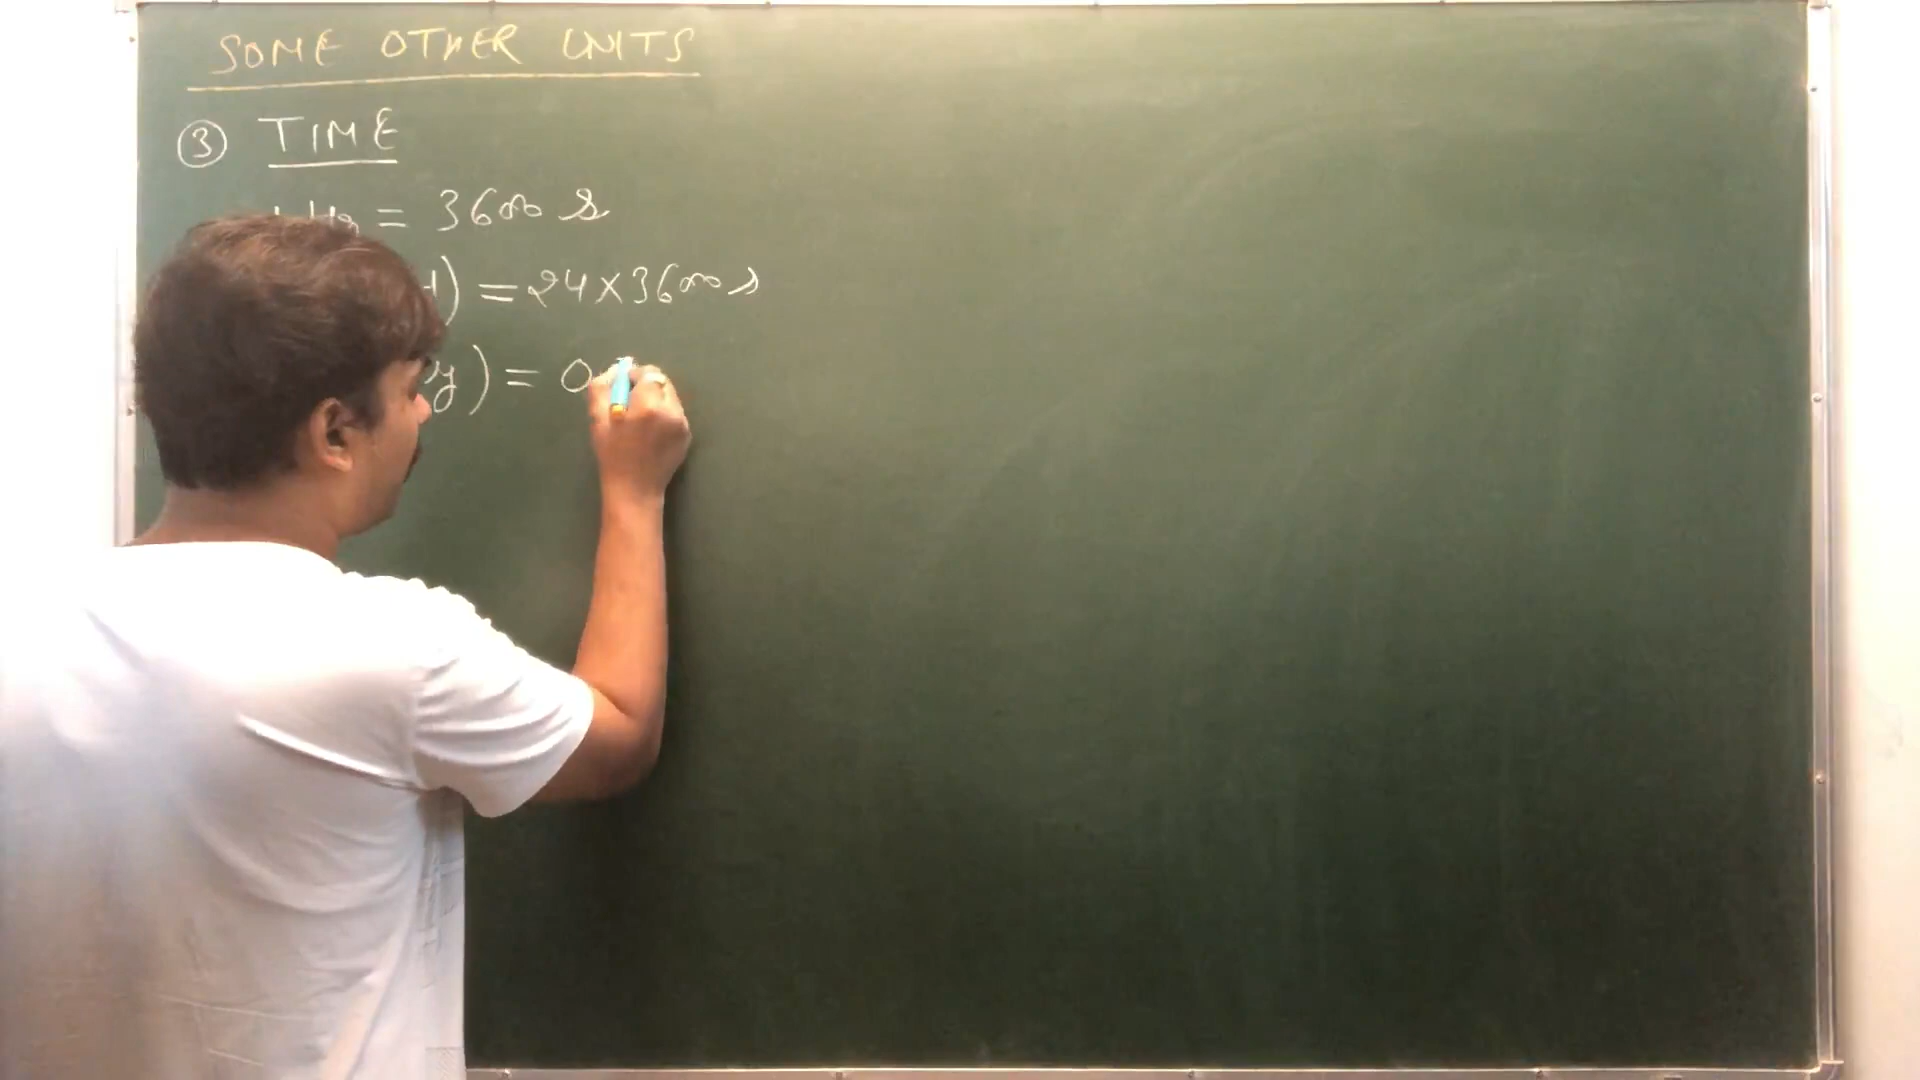 SOME OTHER UNITS
③ TIME
= 3600 s
) = 24×3600 s
y) = 0